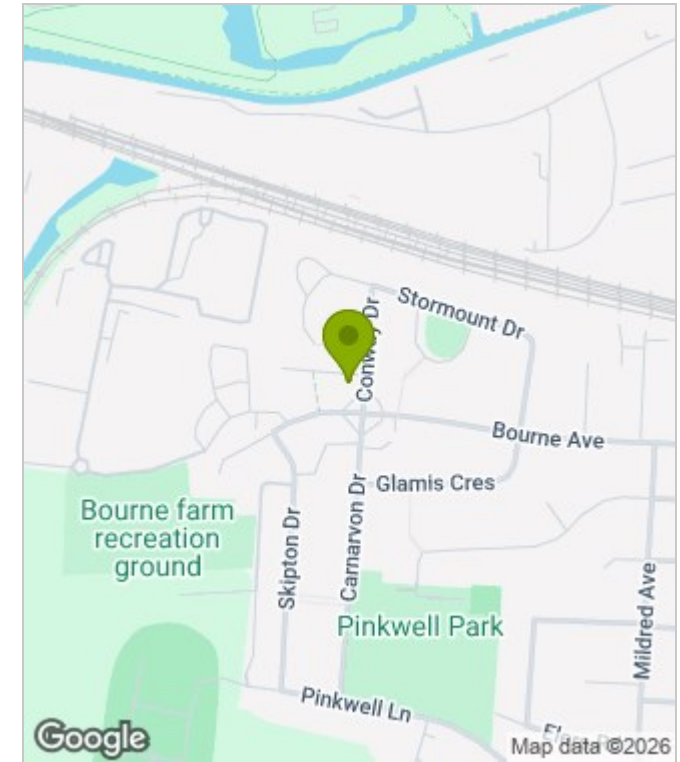 Stormount Dr
Conway Dr
Bourne Ave
Glamis Cres
Bourne farm
recreation
ground
Skipton Dr
Carnarvon Dr
Mildred Ave
Pinkwell Park
Pinkwell Ln
Google
Map data ©2026